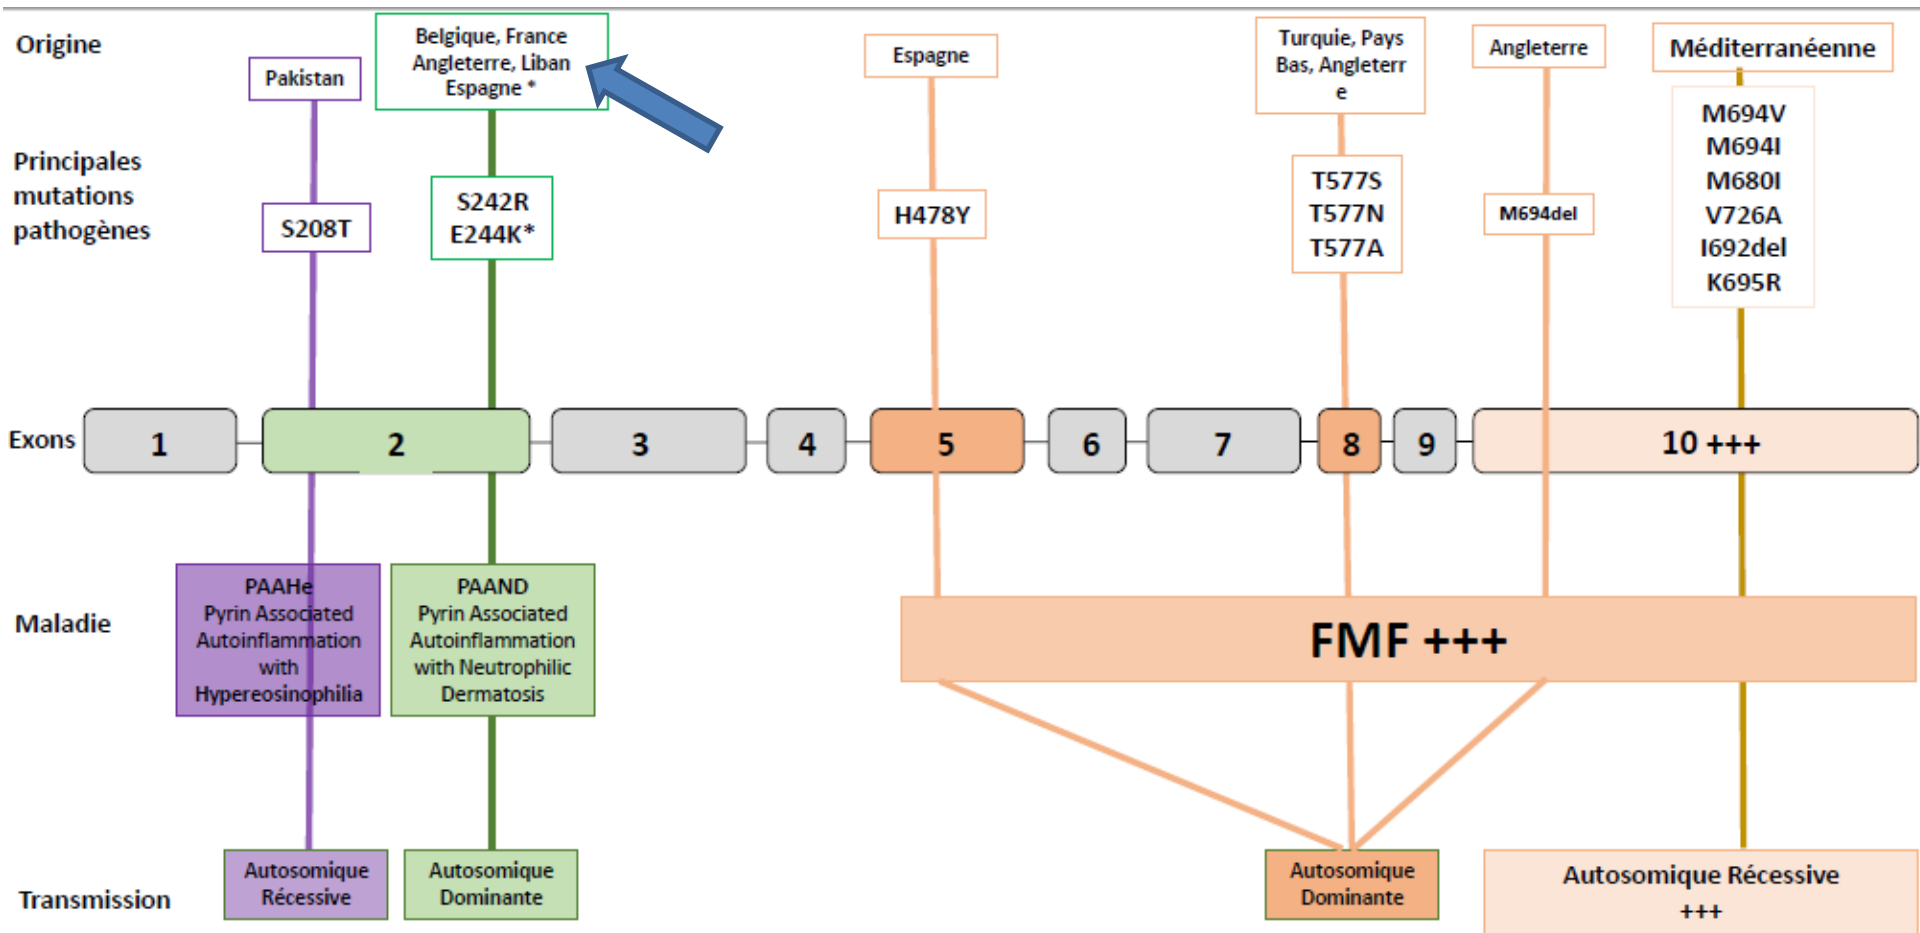 Origine
Pakistan
Belgique, France
Angleterre, Liban
Espagne *
Espagne
Turquie, Pays
Bas, Angleterr
e
Angleterre
Méditerranéenne
Principales
mutations
pathogènes
S208T
S242R
E244K*
H478Y
T577S
T577N
T577A
M694del
M694V
M694I
M680I
V726A
I692del
K695R
Exons
1
2
3
4
5
6
7
8
9
10 +++
Maladie
PAAHe
Pyrin Associated
Autoinflammation
with
Hypereosinophilia
PAAND
Pyrin Associated
Autoinflammation
with Neutrophilic
Dermatosis
FMF +++
Transmission
Autosomique
Récessive
Autosomique
Dominante
Autosomique
Dominante
Autosomique Récessive
+++